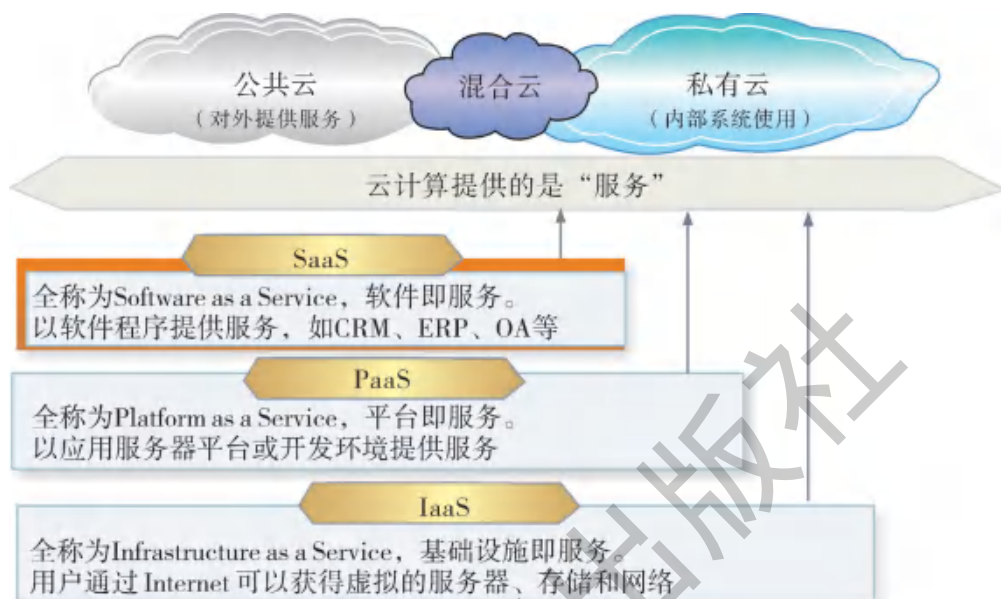 公共云
（对外提供服务）
混合云
私有云
（内部系统使用）
云计算提供的是“服务”
SaaS
全称为Software as a Service，软件即服务。
以软件程序提供服务，如CRM、ERP、OA等
PaaS
全称为Platform as a Service，平台即服务。
以应用服务器平台或开发环境提供服务
IaaS
全称为Infrastructure as a Service，基础设施即服务。
用户通过 Internet 可以获得虚拟的服务器、存储和网络
出版社